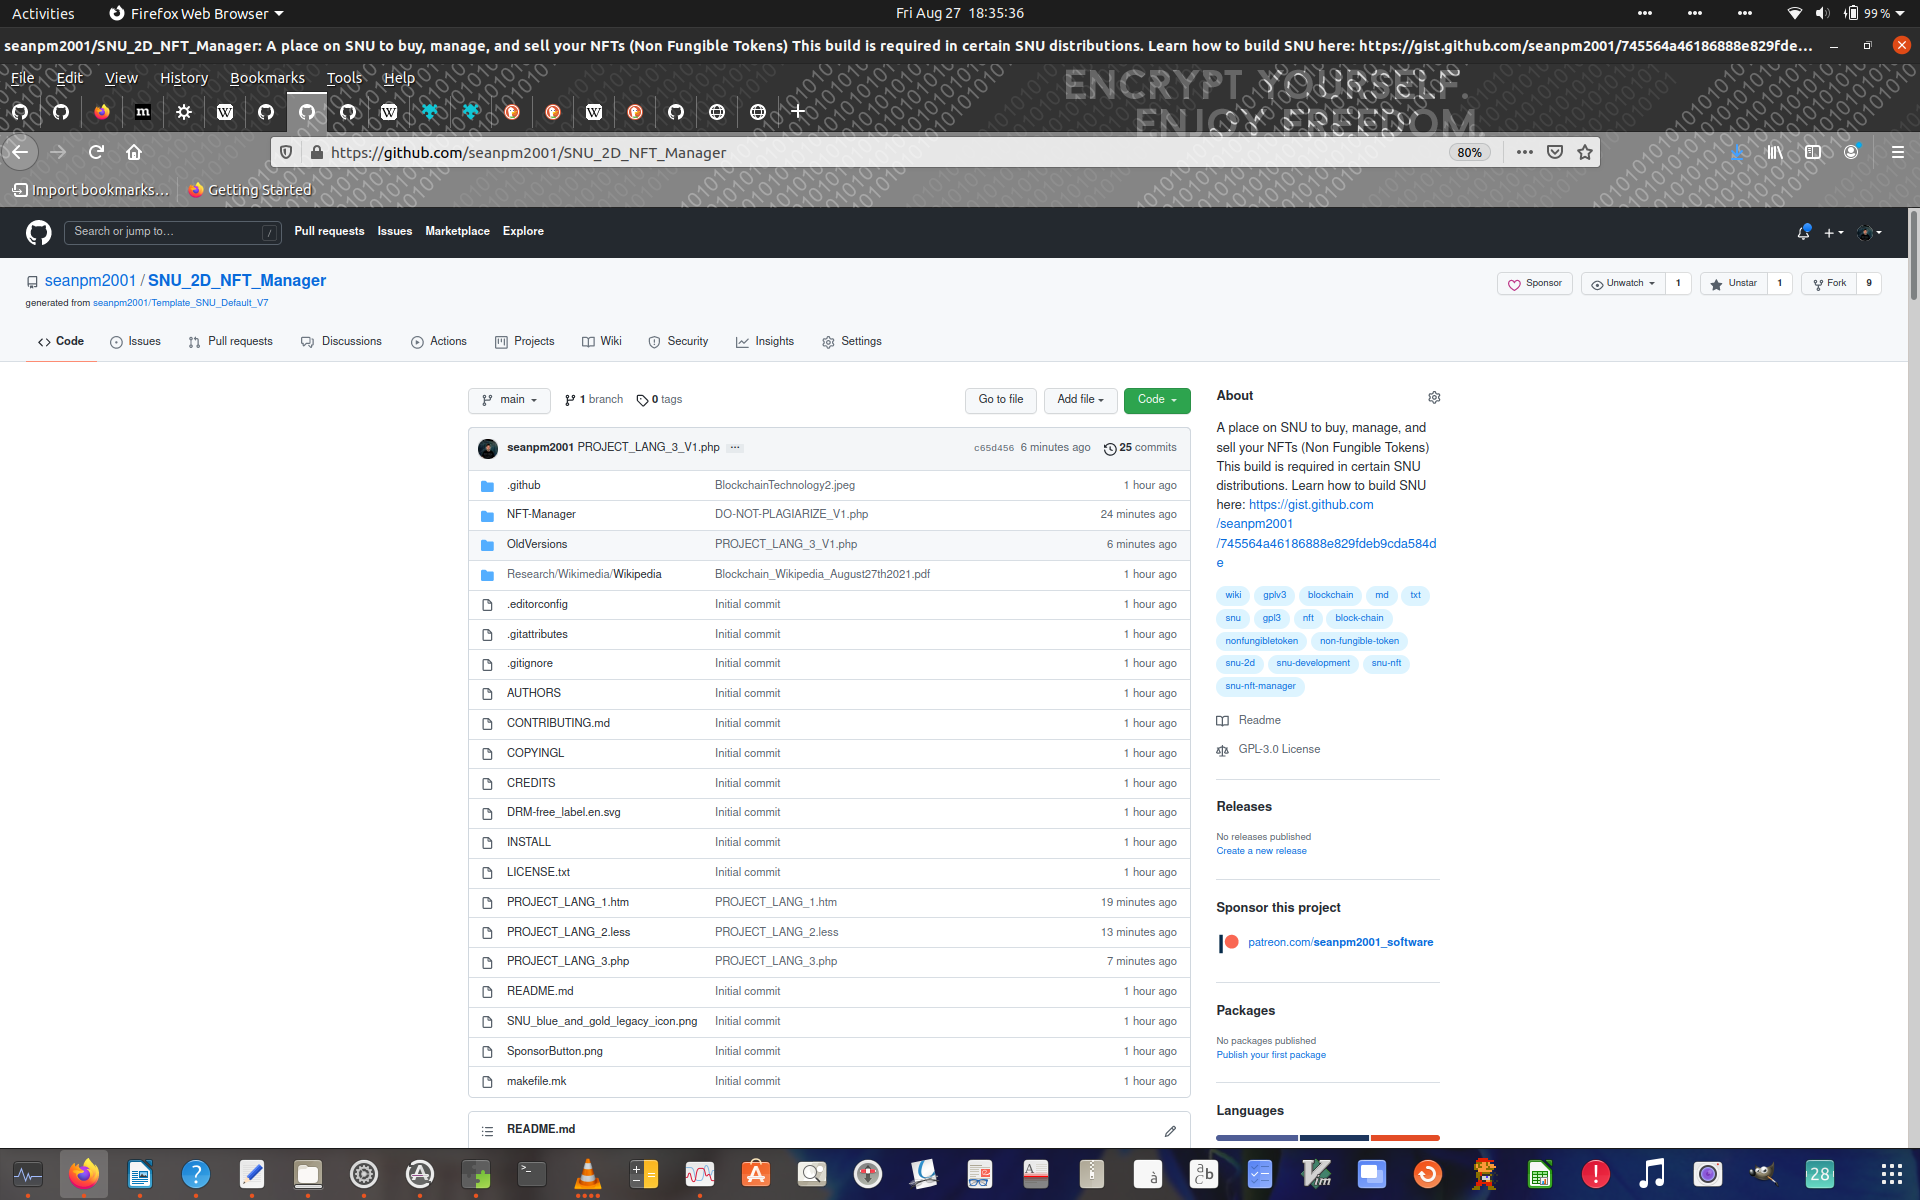 Activities
Firefox Web Browser
Fri Aug 27 18:35:36
99 %
seanpm2001/SNU_2D_NFT_Manager: A place on SNU to buy, manage, and sell your NFTs (Non Fungible Tokens) This build is required in certain SNU distributions. Learn how to build SNU here: https://gist.github.com/seanpm2001/745564a46186888e829fde...
File Edit View History Bookmarks Tools Help
ENCRYPT YOURSELF.
ENJOY FREEDOM.
https://github.com/seanpm2001/SNU_2D_NFT_Manager
80%
Import bookmarks...
Getting Started
Search or jump to...
/
Pull requests Issues Marketplace Explore
seanpm2001 / SNU_2D_NFT_Manager
generated from seanpm2001/Template_SNU_Default_V7
Sponsor
Unwatch 1
Unstar 1
Fork 9
Code Issues Pull requests Discussions Actions Projects Wiki Security Insights Settings
main
1 branch
0 tags
Go to file
Add file
Code
seanpm2001 PROJECT_LANG_3_V1.php ... c65d456 6 minutes ago 25 commits
.github BlockchainTechnology2.jpeg 1 hour ago
NFT-Manager DO-NOT-PLAGIARIZE_V1.php 24 minutes ago
OldVersions PROJECT_LANG_3_V1.php 6 minutes ago
Research/Wikimedia/Wikipedia Blockchain_Wikipedia_August27th2021.pdf 1 hour ago
.editorconfig Initial commit 1 hour ago
.gitattributes Initial commit 1 hour ago
.gitignore Initial commit 1 hour ago
AUTHORS Initial commit 1 hour ago
CONTRIBUTING.md Initial commit 1 hour ago
COPYINGL Initial commit 1 hour ago
CREDITS Initial commit 1 hour ago
DRM-free_label.en.svg Initial commit 1 hour ago
INSTALL Initial commit 1 hour ago
LICENSE.txt Initial commit 1 hour ago
PROJECT_LANG_1.htm PROJECT_LANG_1.htm 19 minutes ago
PROJECT_LANG_2.less PROJECT_LANG_2.less 13 minutes ago
PROJECT_LANG_3.php PROJECT_LANG_3.php 7 minutes ago
README.md Initial commit 1 hour ago
SNU_blue_and_gold_legacy_icon.png Initial commit 1 hour ago
SponsorButton.png Initial commit 1 hour ago
makefile.mk Initial commit 1 hour ago
README.md
About
A place on SNU to buy, manage, and
sell your NFTs (Non Fungible Tokens)
This build is required in certain SNU
distributions. Learn how to build SNU
here: https://gist.github.com
/seanpm2001
/745564a46186888e829fdeb9cda584d
e
wiki gplv3 blockchain md txt
snu gpl3 nft block-chain
nonfungibletoken non-fungible-token
snu-2d snu-development snu-nft
snu-nft-manager
Readme
GPL-3.0 License
Releases
No releases published
Create a new release
Sponsor this project
patreon.com/seanpm2001_software
Packages
No packages published
Publish your first package
Languages
28